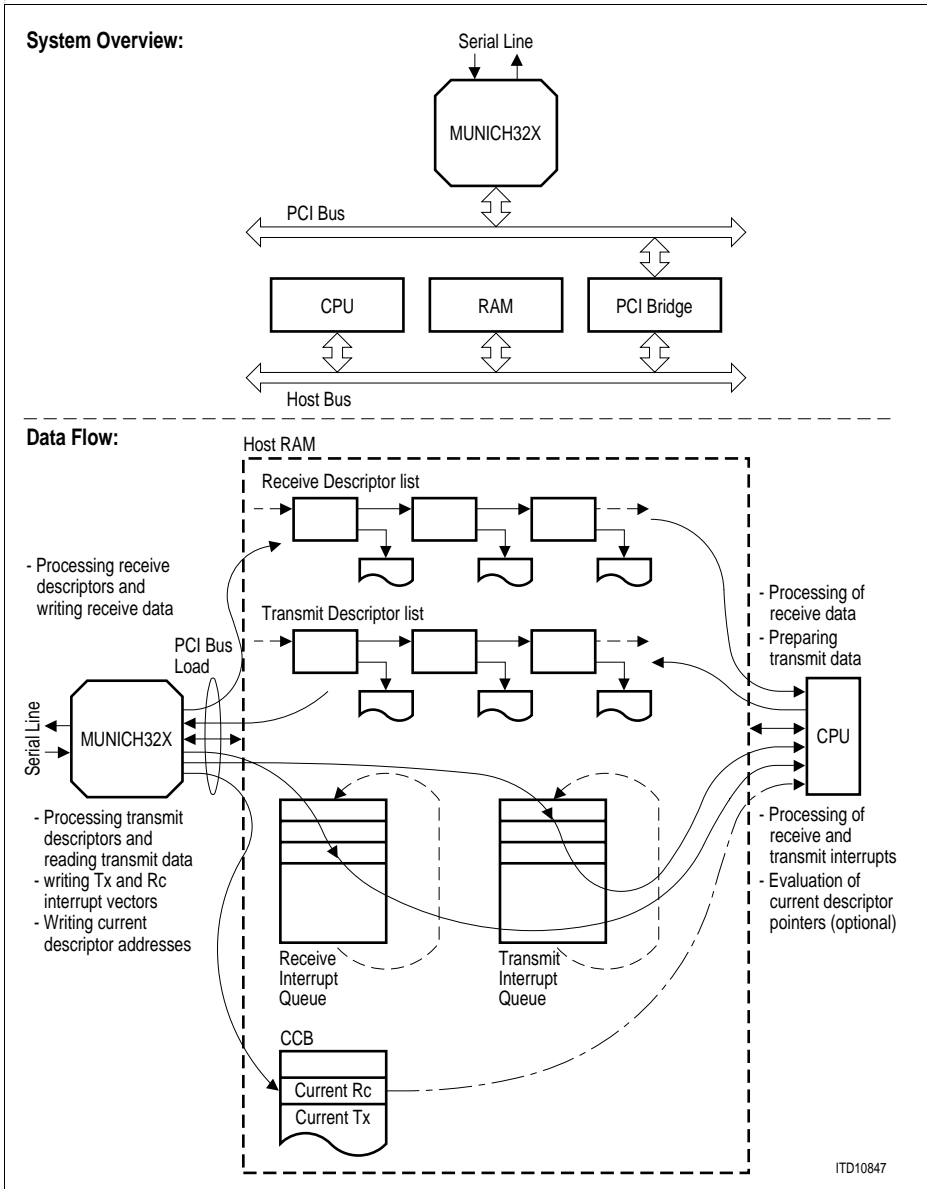 System Overview:
Serial Line
MUNICH32X
PCI Bus
CPU
RAM
PCI Bridge
Host Bus
Data Flow:
Host RAM
Receive Descriptor list
- Processing receive
descriptors and
writing receive data
Transmit Descriptor list
- Processing of
receive data
- Preparing
transmit data
PCI Bus
Load
Serial Line
MUNICH32X
CPU
- Processing transmit
descriptors and
reading transmit data
- writing Tx and Rc
interrupt vectors
- Writing current
descriptor addresses
- Processing of
receive and
transmit interrupts
- Evaluation of
current descriptor
pointers (optional)
Receive
Interrupt
Queue
Transmit
Interrupt
Queue
CCB
Current Rc
Current Tx
ITD10847